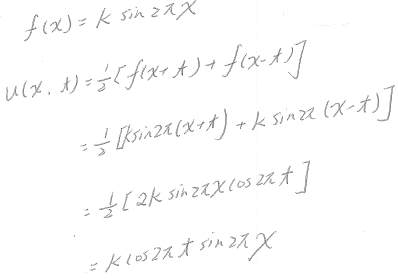 f(x) = k sin 2πx
u(x, t) = 1/2 [f(x+t) + f(x-t)]
= 1/2 [k sin 2π(x+t) + k sin 2π(x-t)]
= 1/2 [2k sin 2πx cos 2πt]
= k cos 2πt sin 2πx